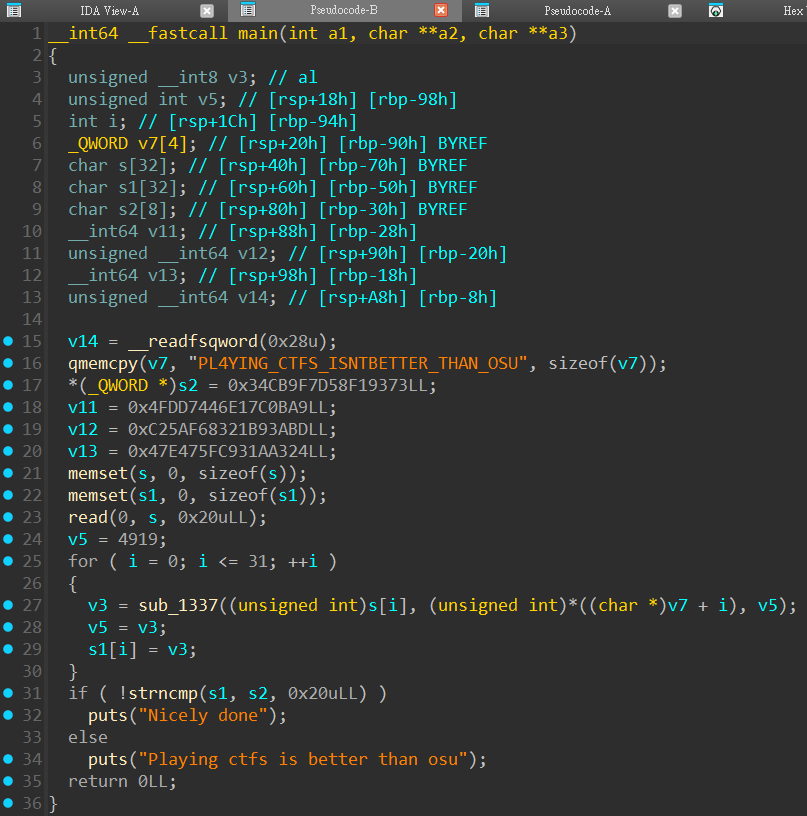 IDA View-A Pseudocode-B Pseudocode-A Hex
1 __int64 __fastcall main(int a1, char **a2, char **a3)
2 {
3   unsigned __int8 v3; // al
4   unsigned int v5; // [rsp+18h] [rbp-98h]
5   int i; // [rsp+1Ch] [rbp-94h]
6   _QWORD v7[4]; // [rsp+20h] [rbp-90h] BYREF
7   char s[32]; // [rsp+40h] [rbp-70h] BYREF
8   char s1[32]; // [rsp+60h] [rbp-50h] BYREF
9   char s2[8]; // [rsp+80h] [rbp-30h] BYREF
10   __int64 v11; // [rsp+88h] [rbp-28h]
11   unsigned __int64 v12; // [rsp+90h] [rbp-20h]
12   __int64 v13; // [rsp+98h] [rbp-18h]
13   unsigned __int64 v14; // [rsp+A8h] [rbp-8h]
14
15   v14 = __readfsqword(0x28u);
16   qmemcpy(v7, "PL4YING_CTFS_ISNTBETTER_THAN_OSU", sizeof(v7));
17   *(_QWORD *)s2 = 0x34CB9F7D58F19373LL;
18   v11 = 0x4FDD7446E17C0BA9LL;
19   v12 = 0xC25AF68321B93ABDLL;
20   v13 = 0x47E475FC931AA324LL;
21   memset(s, 0, sizeof(s));
22   memset(s1, 0, sizeof(s1));
23   read(0, s, 0x20uLL);
24   v5 = 4919;
25   for ( i = 0; i <= 31; ++i )
26   {
27     v3 = sub_1337((unsigned int)s[i], (unsigned int)*((char *)v7 + i), v5);
28     v5 = v3;
29     s1[i] = v3;
30   }
31   if ( !strncmp(s1, s2, 0x20uLL) )
32     puts("Nicely done");
33   else
34     puts("Playing ctfs is better than osu");
35   return 0LL;
36 }